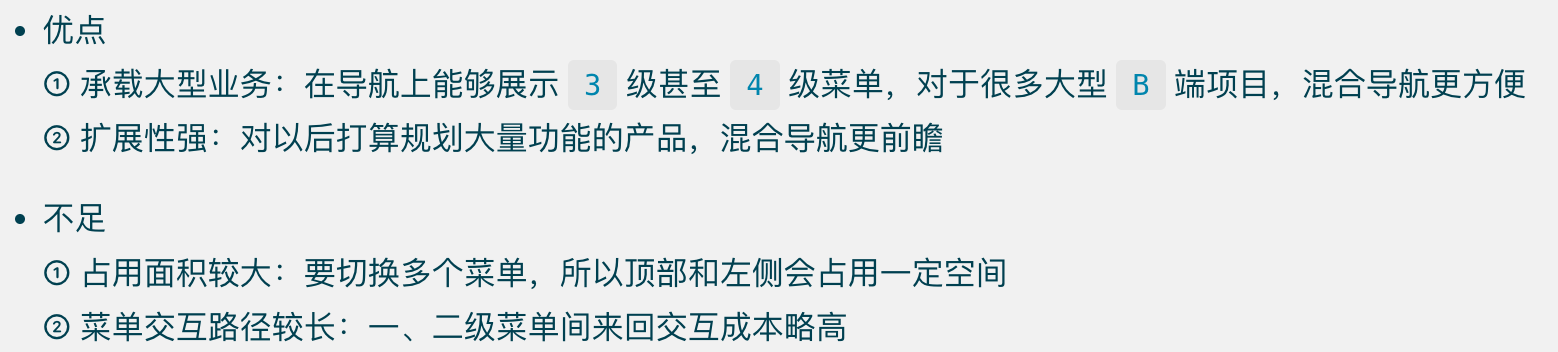 • 优点
① 承载大型业务：在导航上能够展示 3 级甚至 4 级菜单，对于很多大型 B 端项目，混合导航更方便
② 扩展性强：对以后打算规划大量功能的产品，混合导航更前瞻
• 不足
① 占用面积较大：要切换多个菜单，所以顶部和左侧会占用一定空间
② 菜单交互路径较长：一、二级菜单间来回交互成本略高